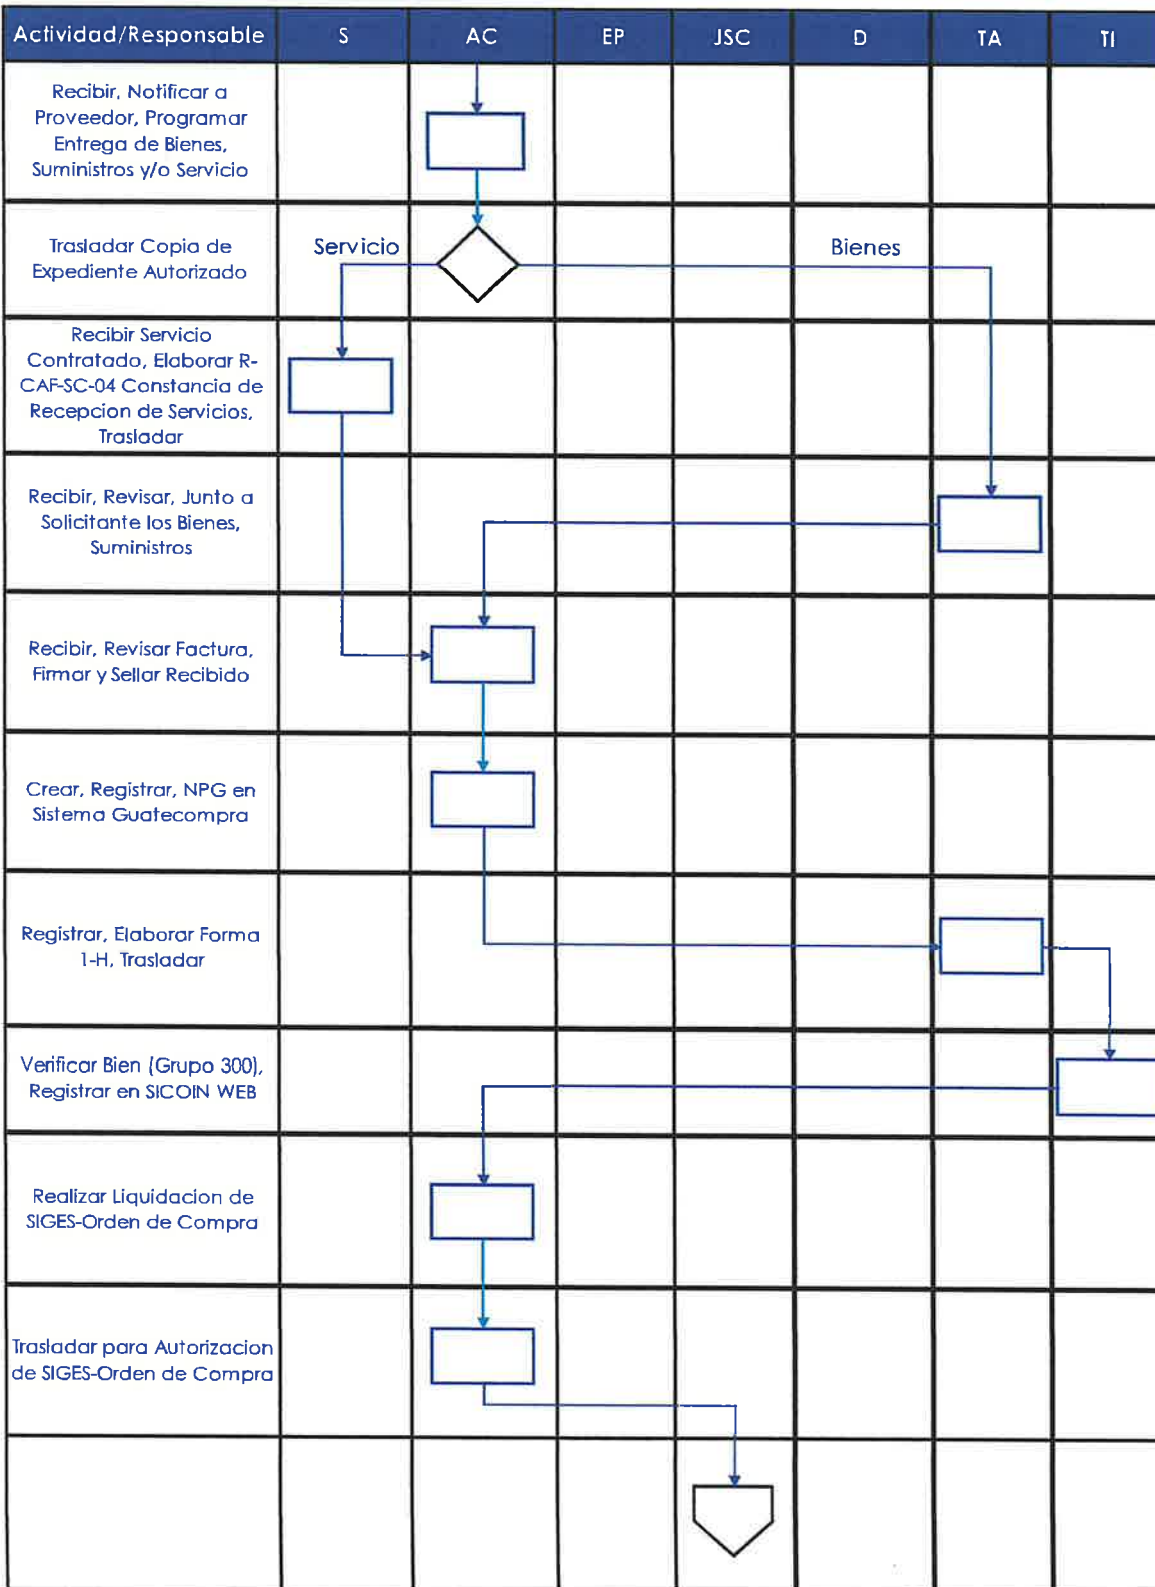 Actividad/Responsable S AC EP JSC D TA TI
Recibir, Notificar a
Proveedor, Programar
Entrega de Bienes,
Suministros y/o Servicio
Trasladar Copia de
Expediente Autorizado
Servicio
Bienes
Recibir Servicio
Contratado, Elaborar R-
CAF-SC-04 Constancia de
Recepcion de Servicios,
Trasladar
Recibir, Revisar, Junto a
Solicitante los Bienes,
Suministros
Recibir, Revisar Factura,
Firmar y Sellar Recibido
Crear, Registrar, NPG en
Sistema Guatecompra
Registrar, Elaborar Forma
1-H, Trasladar
Verificar Bien (Grupo 300),
Registrar en SICOIN WEB
Realizar Liquidacion de
SIGES-Orden de Compra
Trasladar para Autorizacion
de SIGES-Orden de Compra